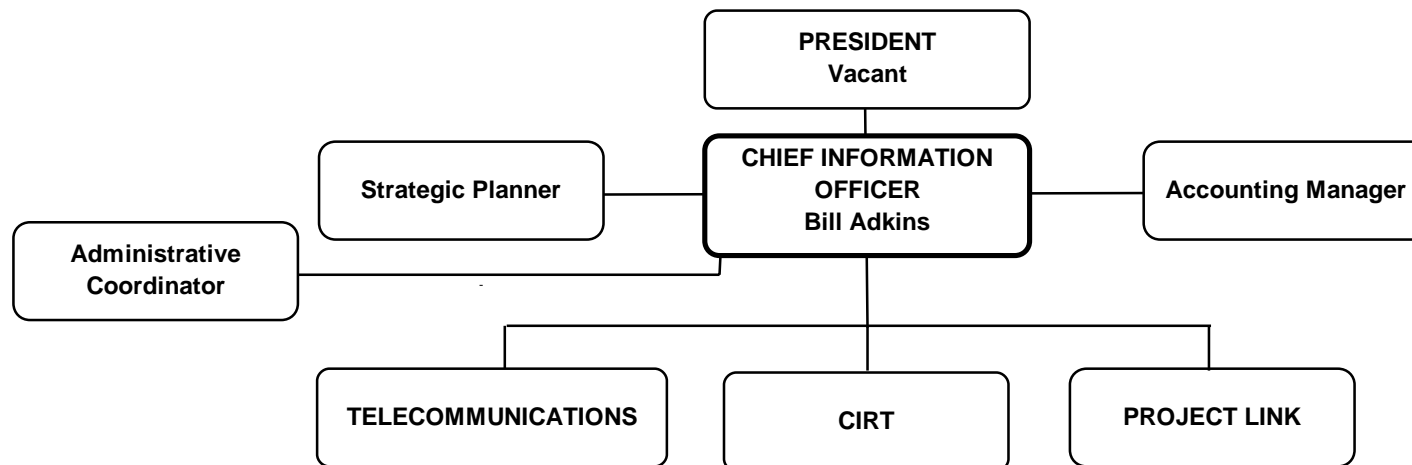 PRESIDENT
Vacant
CHIEF INFORMATION
OFFICER
Bill Adkins
Strategic Planner
Accounting Manager
Administrative
Coordinator
TELECOMMUNICATIONS
CIRT
PROJECT LINK